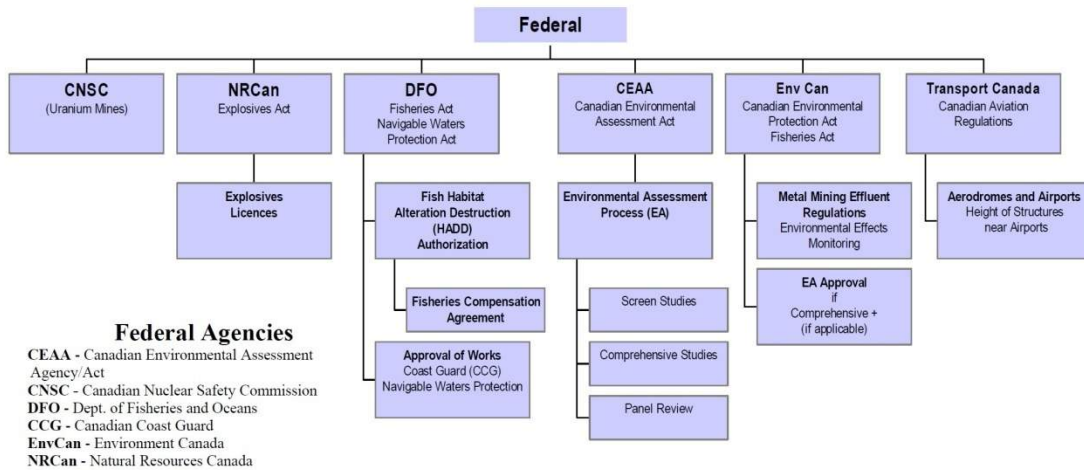 Federal
CNSC
(Uranium Mines)
NRCan
Explosives Act
DFO
Fisheries Act
Navigable Waters
Protection Act
CEAA
Canadian Environmental
Assessment Act
Env Can
Canadian Environmental
Protection Act
Fisheries Act
Transport Canada
Canadian Aviation
Regulations
Explosives
Licences
Fish Habitat
Alteration Destruction
(HADD)
Authorization
Environmental Assessment
Process (EA)
Metal Mining Effluent
Regulations
Environmental Effects
Monitoring
Aerodromes and Airports
Height of Structures
near Airports
Fisheries Compensation
Agreement
Screen Studies
EA Approval
if
Comprehensive +
(if applicable)
Approval of Works
Coast Guard (CCG)
Navigable Waters Protection
Comprehensive Studies
Panel Review
Federal Agencies
CEAA - Canadian Environmental Assessment
Agency/Act
CNSC - Canadian Nuclear Safety Commission
DFO - Dept. of Fisheries and Oceans
CCG - Canadian Coast Guard
EnvCan - Environment Canada
NRCan - Natural Resources Canada